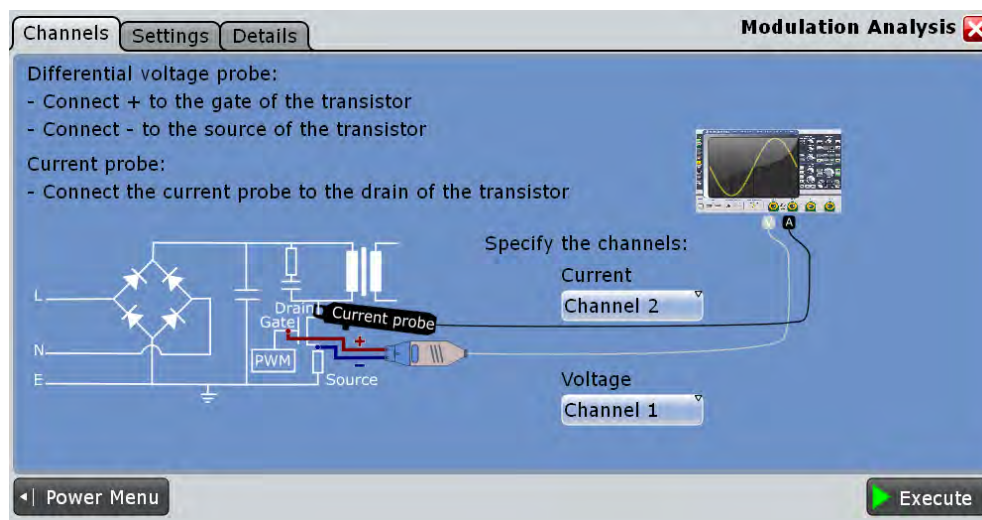 Channels
Settings
Details
Modulation Analysis
Differential voltage probe:
- Connect + to the gate of the transistor
- Connect - to the source of the transistor
Current probe:
- Connect the current probe to the drain of the transistor
V A
Specify the channels:
Current
Channel 2
L
Drain
Gate
Current probe
+
N
PWM
-
E
Source
Voltage
Channel 1
Power Menu
Execute